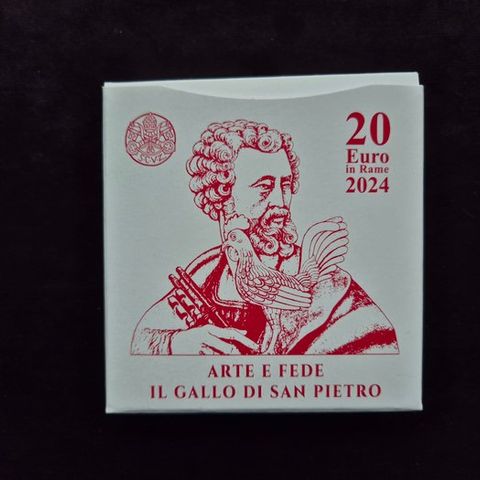 20
Euro
in Rame
2024
ARTE E FEDE
IL GALLO DI SAN PIETRO